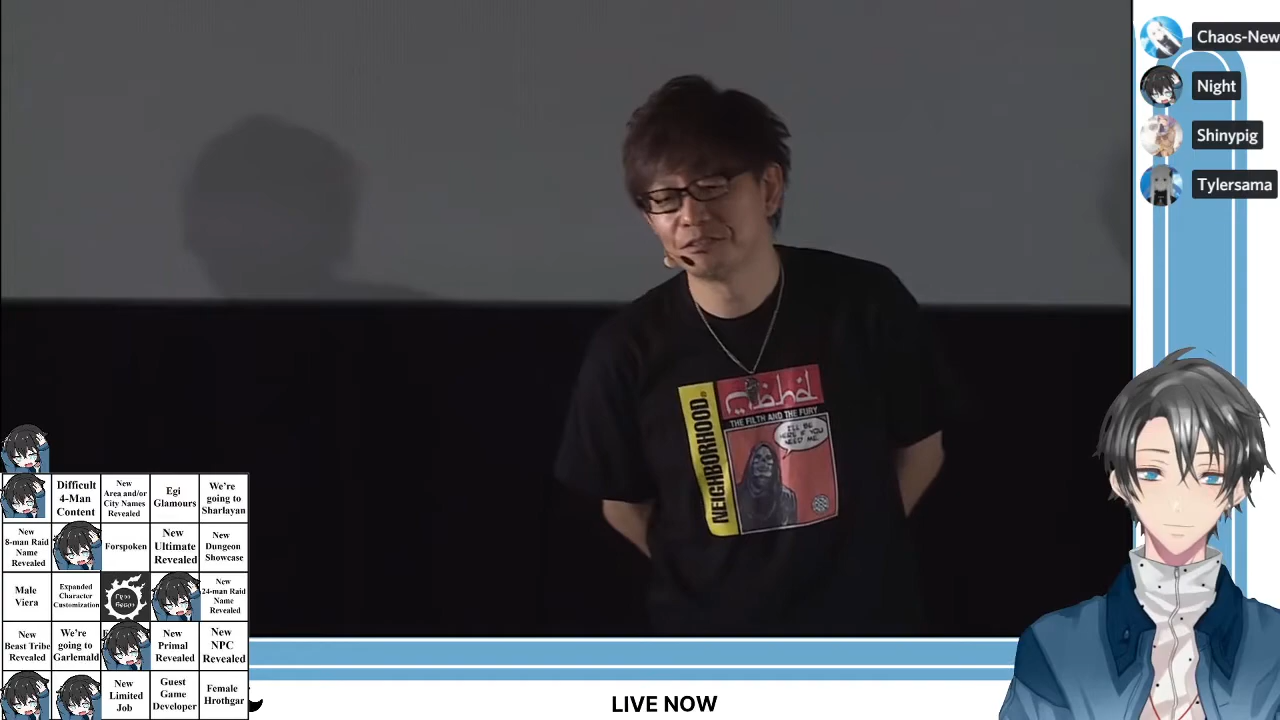 Chaos-New
Night
Shinypig
Tylersama
NEIGHBORHOOD
nbhd
THE FILTH AND THE FURY
I'LL BE
HERE IF YOU
NEED ME
Difficult
4-Man
Content
New
Area and/or
City Names
Revealed
Egi
Glamours
We're
going to
Sharlayan
New
8-man Raid
Name
Revealed
Forspoken
New
Ultimate
Revealed
New
Dungeon
Showcase
Male
Viera
Expanded
Character
Customization
New
24-man Raid
Name
Revealed
New
Beast Tribe
Revealed
We're
going to
Garlemald
New
Primal
Revealed
New
NPC
Revealed
New
Limited
Job
Guest
Game
Developer
Female
Hrothgar
LIVE NOW